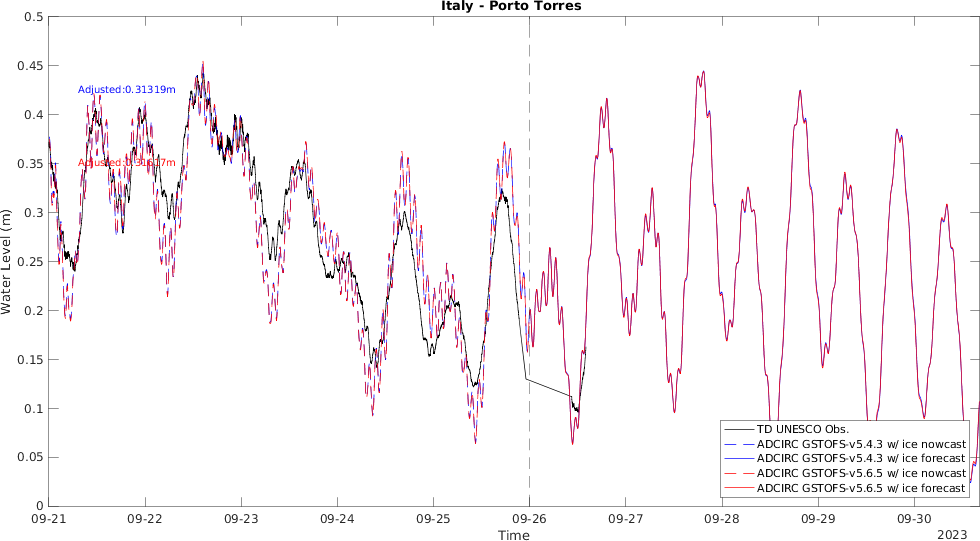 Italy - Porto Torres
0.5
0.45
0.4
0.35
0.3
0.25
0.2
0.15
0.1
0.05
0
Water Level (m)
Adjusted:0.31319m
TD UNESCO Obs.
ADCIRC GSTOFS-v5.4.3 w/ ice nowcast
ADCIRC GSTOFS-v5.4.3 w/ ice forecast
ADCIRC GSTOFS-v5.6.5 w/ ice nowcast
ADCIRC GSTOFS-v5.6.5 w/ ice forecast
09-21 09-22 09-23 09-24 09-25 09-26 09-27 09-28 09-29 09-30
Time
2023